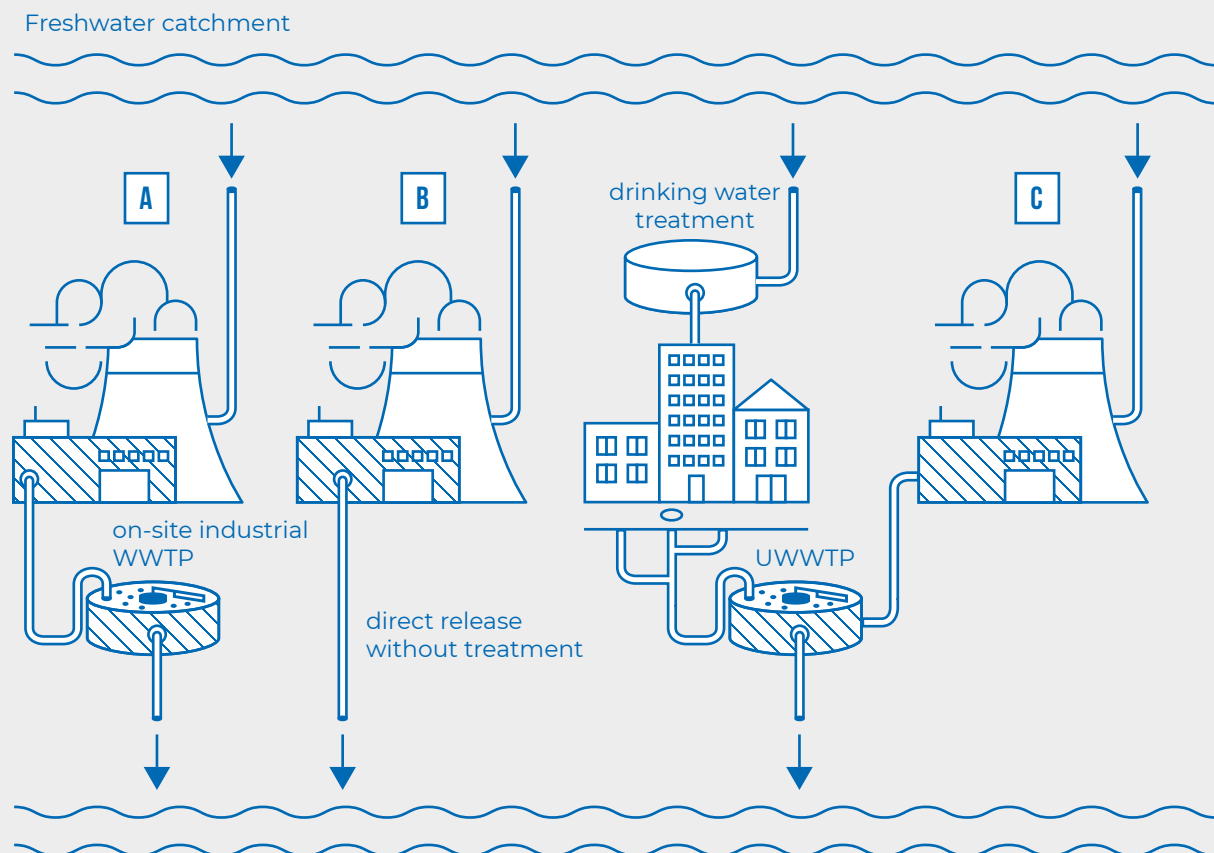 Freshwater catchment
A
B
drinking water
treatment
C
on-site industrial
WWTP
UWWTP
direct release
without treatment